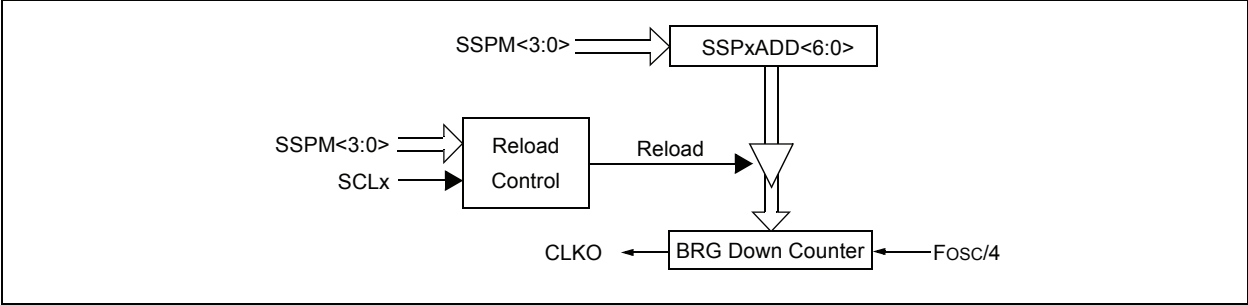 SSPM<3:0>
SSPxADD<6:0>
SSPM<3:0>
SCLx
Reload
Control
Reload
CLKO
BRG Down Counter
FOSC/4